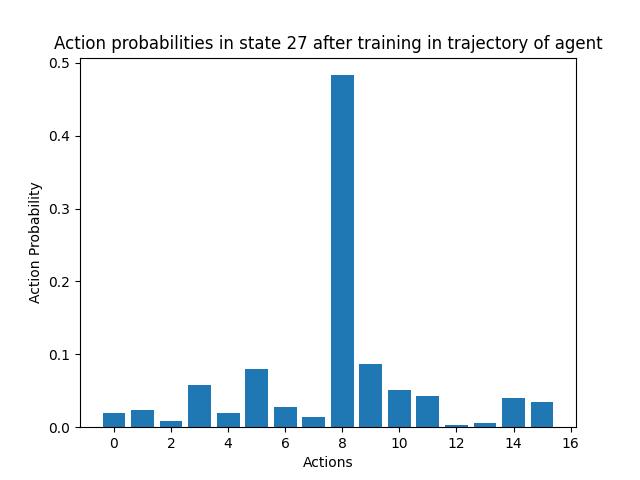 Action probabilities in state 27 after training in trajectory of agent
0.5
0.4
0.3
0.2
0.1
0.0
Action Probability
0 2 4 6 8 10 12 14 16
Actions